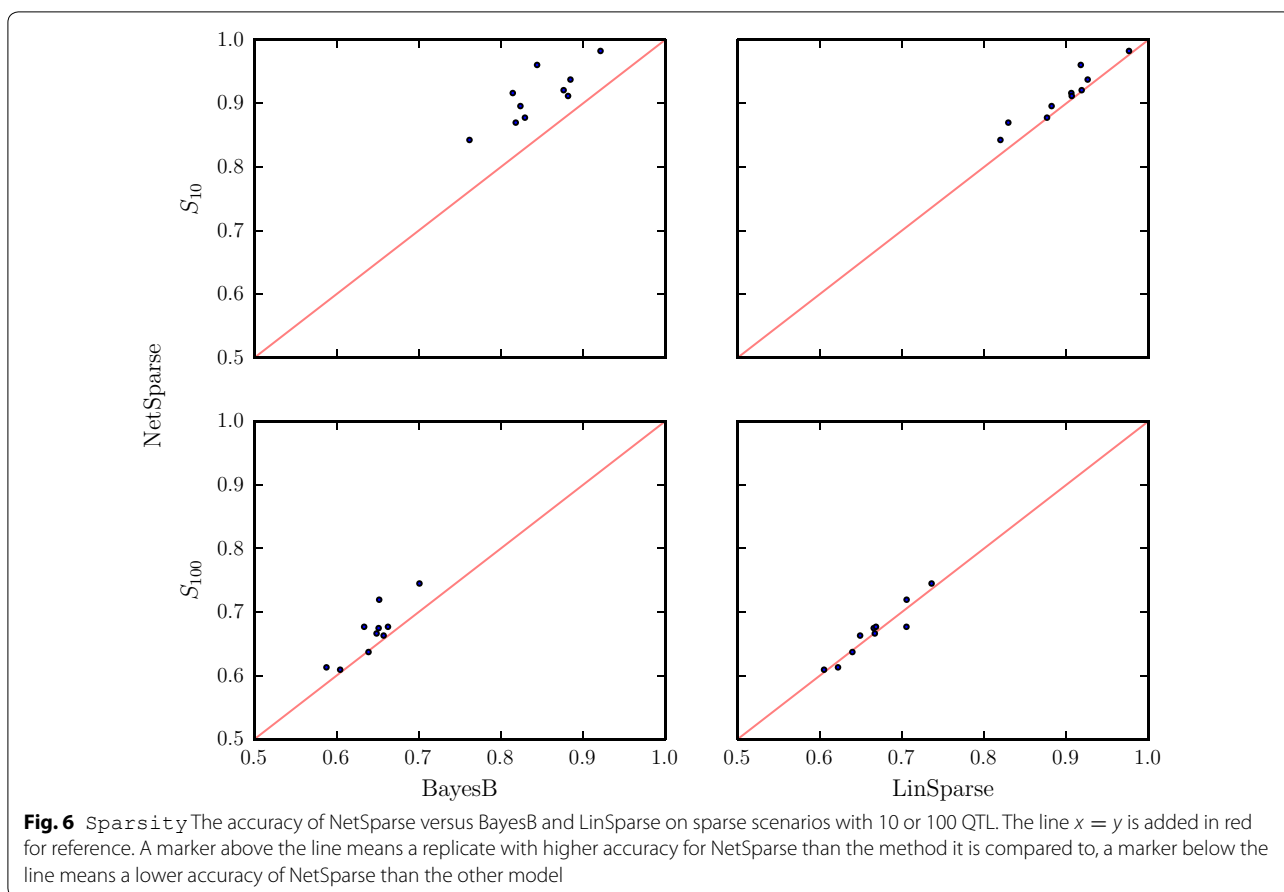 1.0
0.9
0.8
0.7
0.6
0.5
S10
NetSparse
1.0
0.9
0.8
0.7
0.6
0.5
S100
0.5 0.6 0.7 0.8 0.9 1.0
BayesB
0.5 0.6 0.7 0.8 0.9 1.0
LinSparse
Fig. 6 Sparsity The accuracy of NetSparse versus BayesB and LinSparse on sparse scenarios with 10 or 100 QTL. The line x = y is added in red
for reference. A marker above the line means a replicate with higher accuracy for NetSparse than the method it is compared to, a marker below the
line means a lower accuracy of NetSparse than the other model